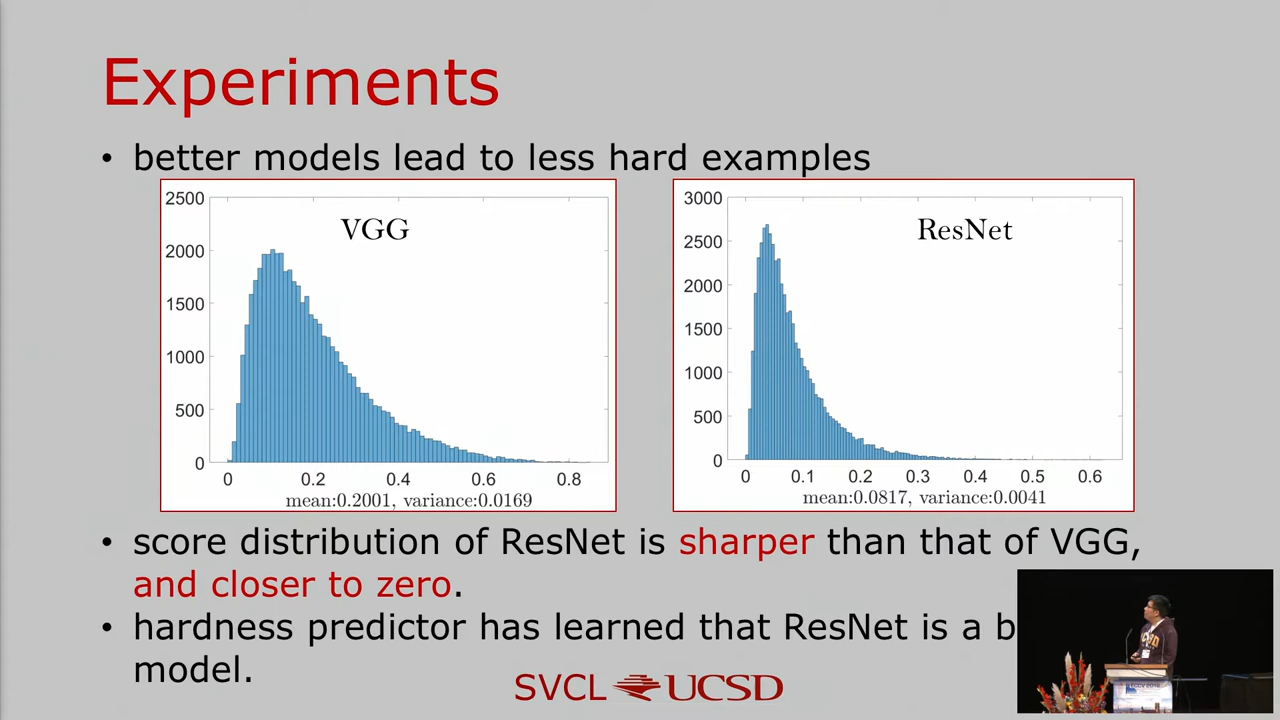 Experiments
• better models lead to less hard examples
VGG
2500
2000
1500
1000
500
0
0 0.2 0.4 0.6 0.8
mean:0.2001, variance:0.0169
ResNet
3000
2500
2000
1500
1000
500
0
0 0.1 0.2 0.3 0.4 0.5 0.6
mean:0.0817, variance:0.0041
• score distribution of ResNet is sharper than that of VGG,
and closer to zero.
• hardness predictor has learned that ResNet is a
model.
SVCL UCSD
ECCV 2018